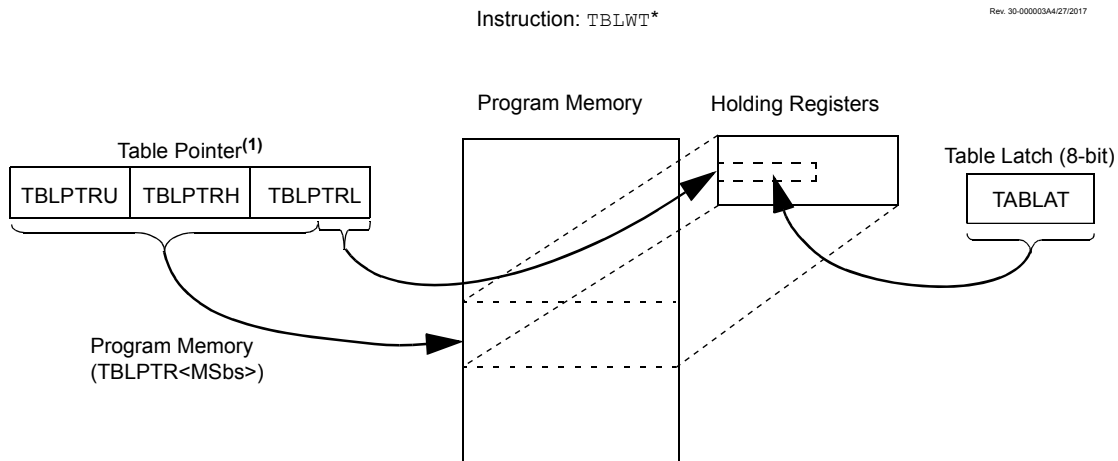 Instruction: TBLWT*
Rev. 30-000003A4/27/2017
Program Memory
Holding Registers
Table Pointer(1)
Table Latch (8-bit)
TBLPTRU
TBLPTRH
TBLPTRL
TABLAT
Program Memory
(TBLPTR<MSbs>)